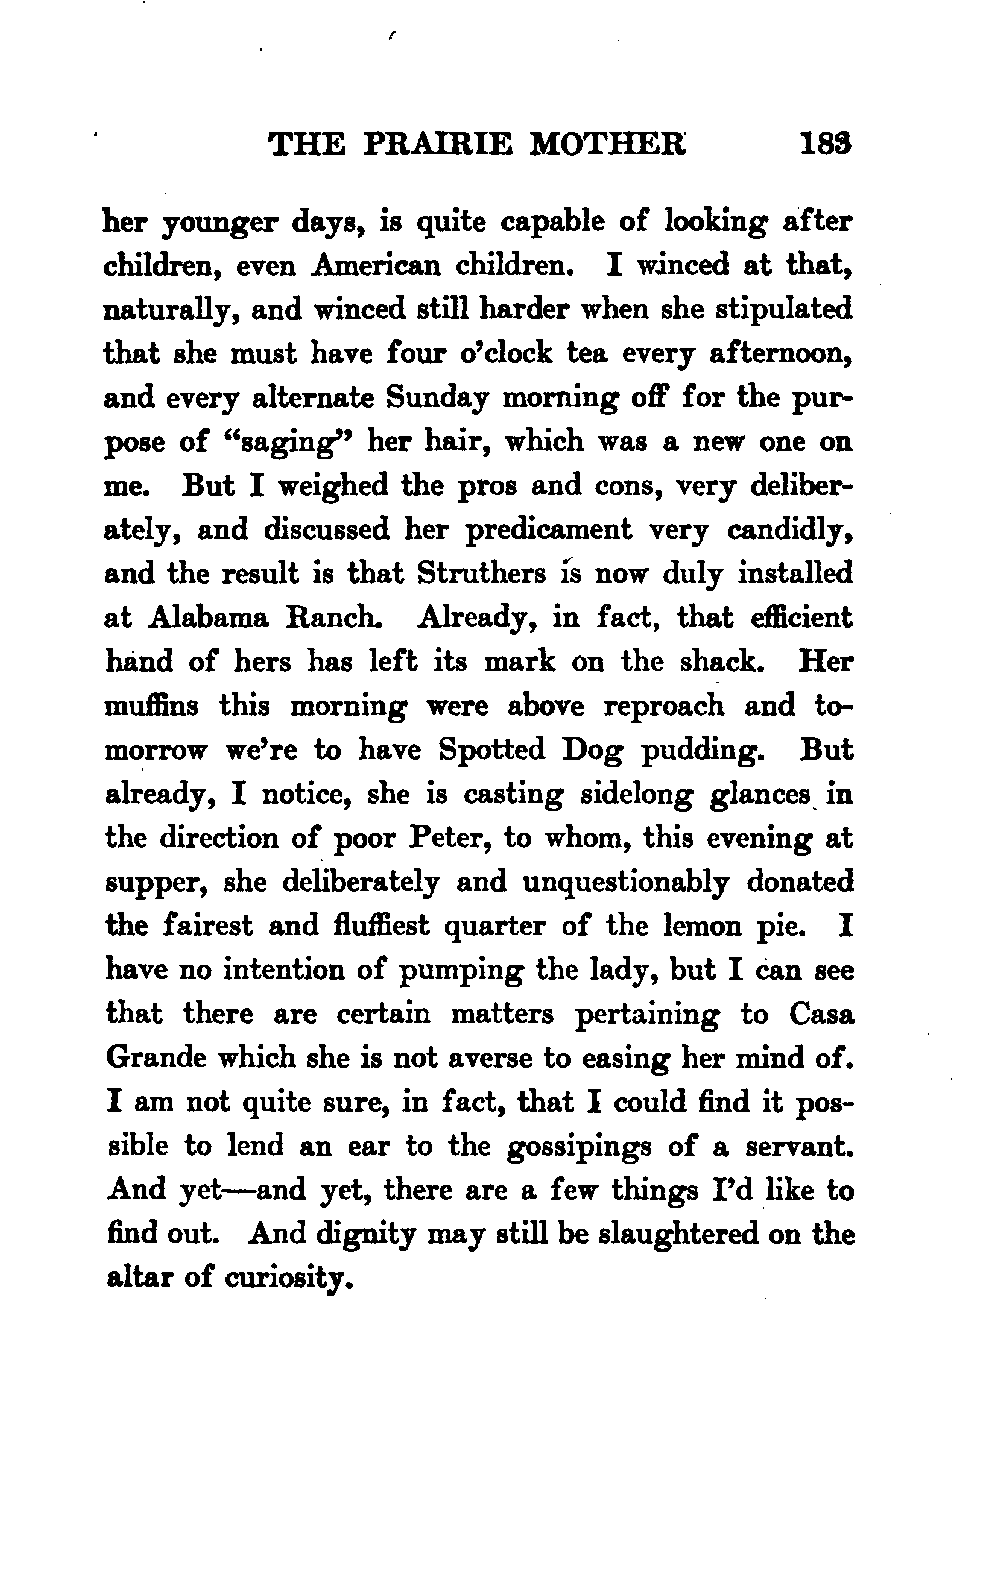 THE PRAIRIE MOTHER 183
her younger days, is quite capable of looking after
children, even American children. I winced at that,
naturally, and winced still harder when she stipulated
that she must have four o'clock tea every afternoon,
and every alternate Sunday morning off for the pur-
pose of "saging" her hair, which was a new one on
me. But I weighed the pros and cons, very deliber-
ately, and discussed her predicament very candidly,
and the result is that Struthers is now duly installed
at Alabama Ranch. Already, in fact, that efficient
hand of hers has left its mark on the shack. Her
muffins this morning were above reproach and to-
morrow we're to have Spotted Dog pudding. But
already, I notice, she is casting sidelong glances in
the direction of poor Peter, to whom, this evening at
supper, she deliberately and unquestionably donated
the fairest and fluffiest quarter of the lemon pie. I
have no intention of pumping the lady, but I can see
that there are certain matters pertaining to Casa
Grande which she is not averse to easing her mind of.
I am not quite sure, in fact, that I could find it pos-
sible to lend an ear to the gossipings of a servant.
And yet—and yet, there are a few things I'd like to
find out. And dignity may still be slaughtered on the
altar of curiosity.